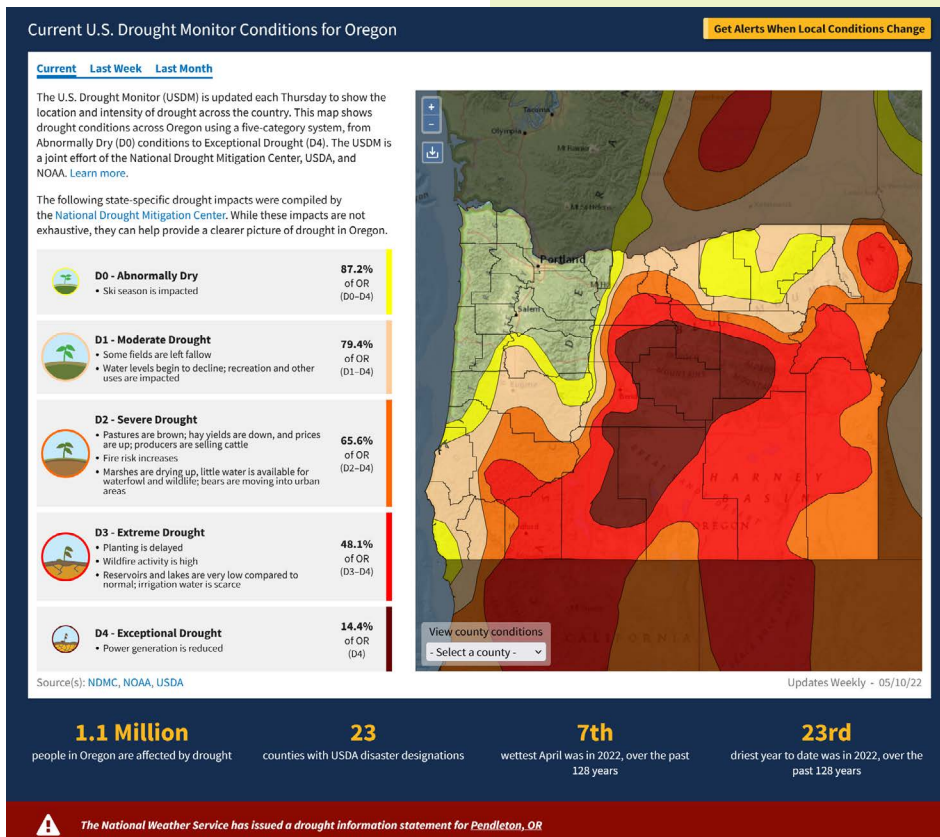 Current U.S. Drought Monitor Conditions for Oregon
Get Alerts When Local Conditions Change
Current Last Week Last Month
The U.S. Drought Monitor (USDM) is updated each Thursday to show the
location and intensity of drought across the country. This map shows
drought conditions across Oregon using a five-category system, from
Abnormally Dry (D0) conditions to Exceptional Drought (D4). The USDM is
a joint effort of the National Drought Mitigation Center, USDA, and
NOAA. Learn more.
The following state-specific drought impacts were compiled by
the National Drought Mitigation Center. While these impacts are not
exhaustive, they can help provide a clearer picture of drought in Oregon.
D0 - Abnormally Dry
• Ski season is impacted
87.2%
of OR
(D0–D4)
D1 - Moderate Drought
• Some fields are left fallow
• Water levels begin to decline; recreation and other
uses are impacted
79.4%
of OR
(D1–D4)
D2 - Severe Drought
• Pastures are brown; hay yields are down, and prices
are up; producers are selling cattle
• Fire risk increases
• Marshes are drying up, little water is available for
waterfowl and wildlife; bears are moving into urban
areas
65.6%
of OR
(D2–D4)
D3 - Extreme Drought
• Planting is delayed
• Wildfire activity is high
• Reservoirs and lakes are very low compared to
normal; irrigation water is scarce
48.1%
of OR
(D3–D4)
D4 - Exceptional Drought
• Power generation is reduced
14.4%
of OR
(D4)
+
−
Tacoma
Olympia
Portland
Salem
HARNEY
BASIN
OREGON
CALIFORNIA
View county conditions
- Select a county -
Source(s): NDMC, NOAA, USDA
Updates Weekly - 05/10/22
1.1 Million
people in Oregon are affected by drought
23
counties with USDA disaster designations
7th
wettest April was in 2022, over the past
128 years
23rd
driest year to date was in 2022, over the
past 128 years
The National Weather Service has issued a drought information statement for Pendleton, OR